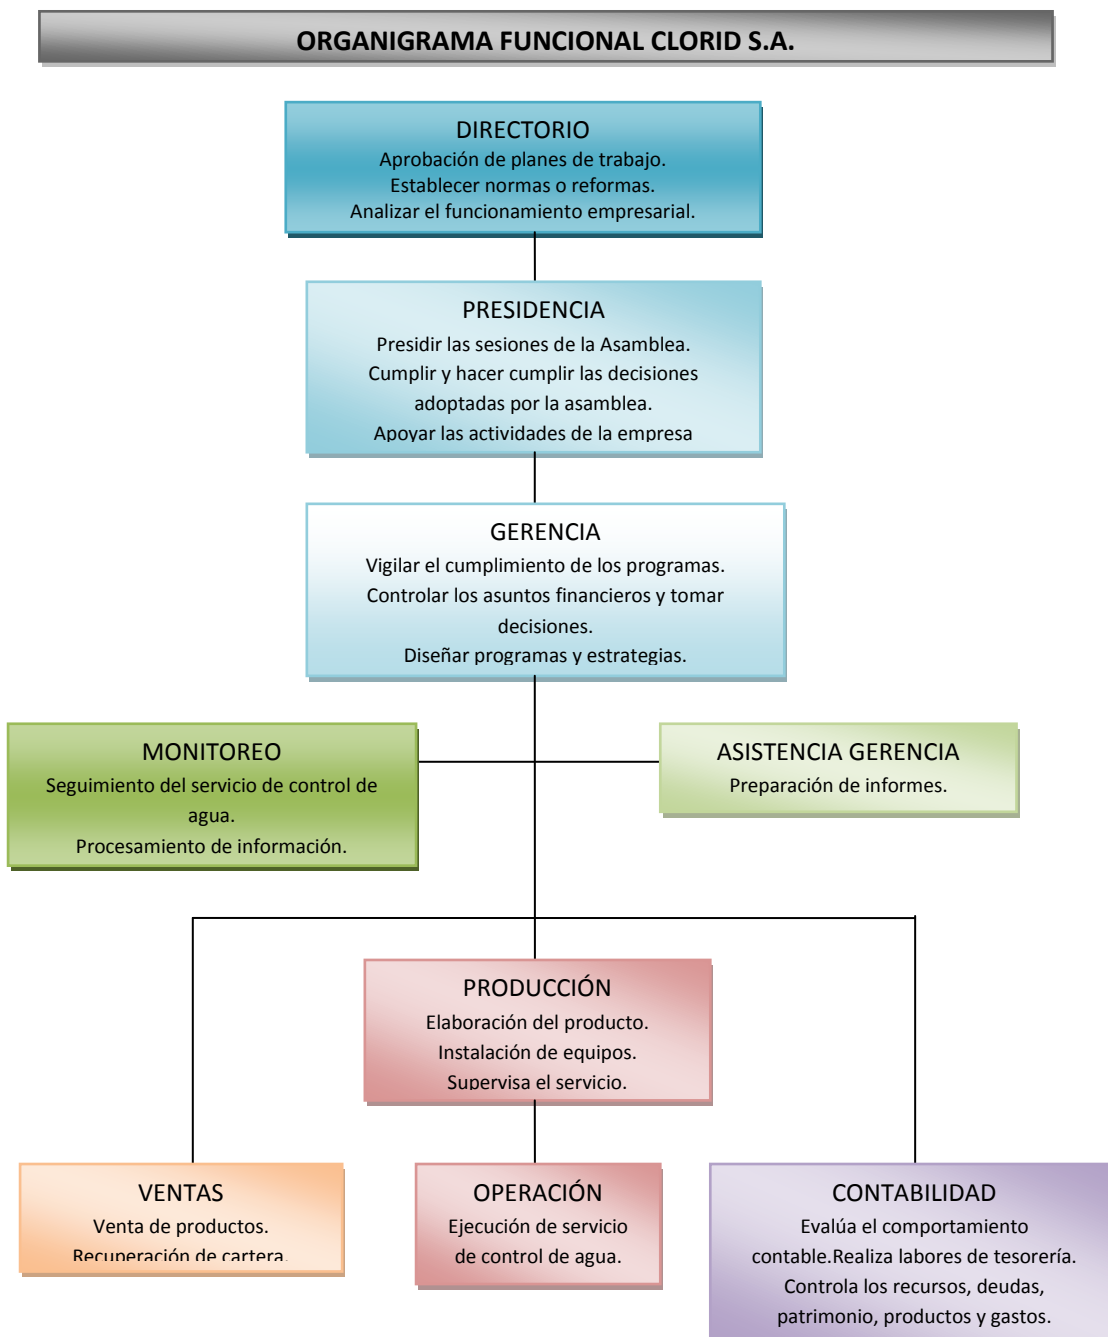 ORGANIGRAMA FUNCIONAL CLORID S.A.
DIRECTORIO
Aprobación de planes de trabajo.
Establecer normas o reformas.
Analizar el funcionamiento empresarial.
PRESIDENCIA
Presidir las sesiones de la Asamblea.
Cumplir y hacer cumplir las decisiones
adoptadas por la asamblea.
Apoyar las actividades de la empresa
GERENCIA
Vigilar el cumplimiento de los programas.
Controlar los asuntos financieros y tomar
decisiones.
Diseñar programas y estrategias.
MONITOREO
Seguimiento del servicio de control de
agua.
Procesamiento de información.
ASISTENCIA GERENCIA
Preparación de informes.
PRODUCCIÓN
Elaboración del producto.
Instalación de equipos.
Supervisa el servicio.
VENTAS
Venta de productos.
Recuperación de cartera.
OPERACIÓN
Ejecución de servicio
de control de agua.
CONTABILIDAD
Evalúa el comportamiento
contable.Realiza labores de tesorería.
Controla los recursos, deudas,
patrimonio, productos y gastos.